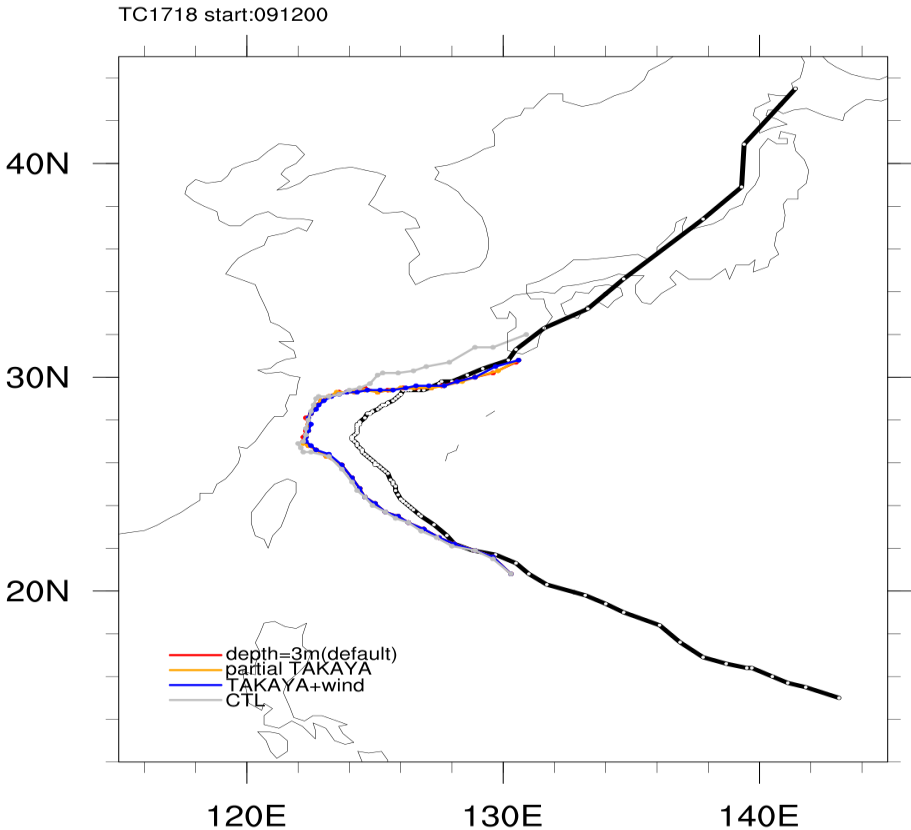 TC1718 start:091200
40N
30N
20N
depth=3m(default)
partial TAKAYA
TAKAYA+wind
CTL
120E 130E 140E